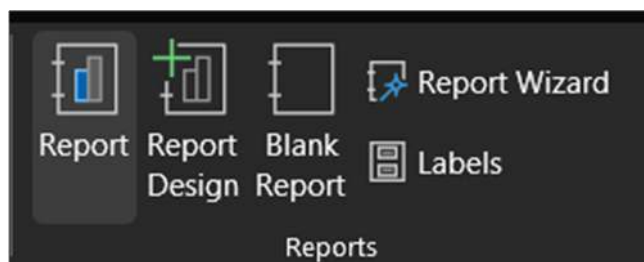 Report
Report
Design
Blank
Report
Report Wizard
Labels
Reports